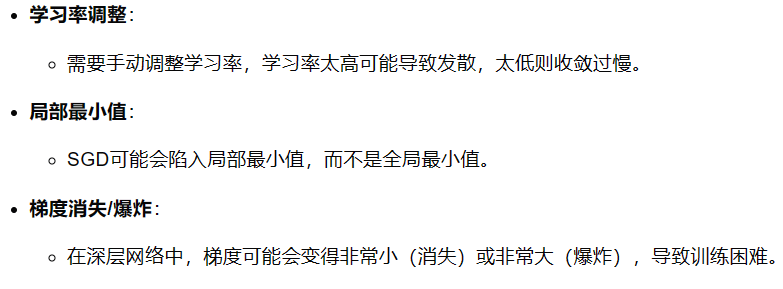 学习率调整：
需要手动调整学习率，学习率太高可能导致发散，太低则收敛过慢。
局部最小值：
SGD可能会陷入局部最小值，而不是全局最小值。
梯度消失/爆炸：
在深层网络中，梯度可能会变得非常小（消失）或非常大（爆炸），导致训练困难。